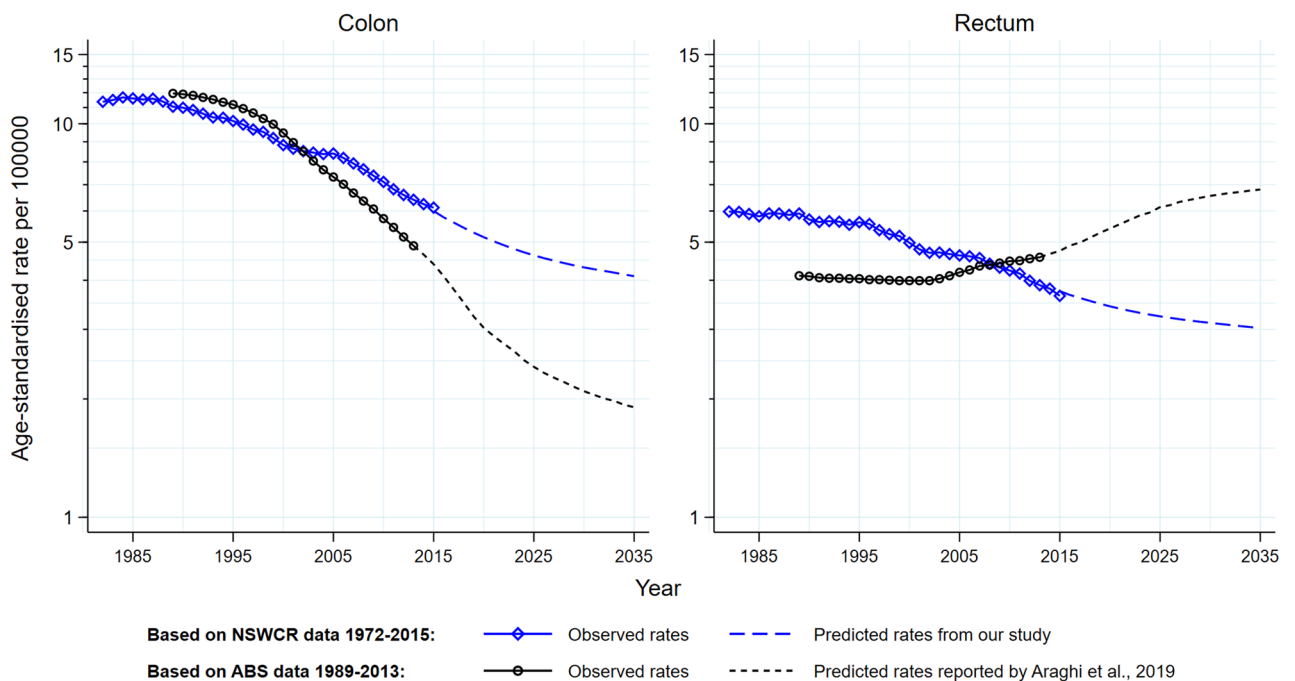 Colon
Rectum
Age-standardised rate per 100000
15
10
5
1
15
10
5
1
1985 1995 2005 2015 2025 2035
1985 1995 2005 2015 2025 2035
Year
Based on NSWCR data 1972-2015: Observed rates Predicted rates from our study
Based on ABS data 1989-2013: Observed rates Predicted rates reported by Araghi et al., 2019